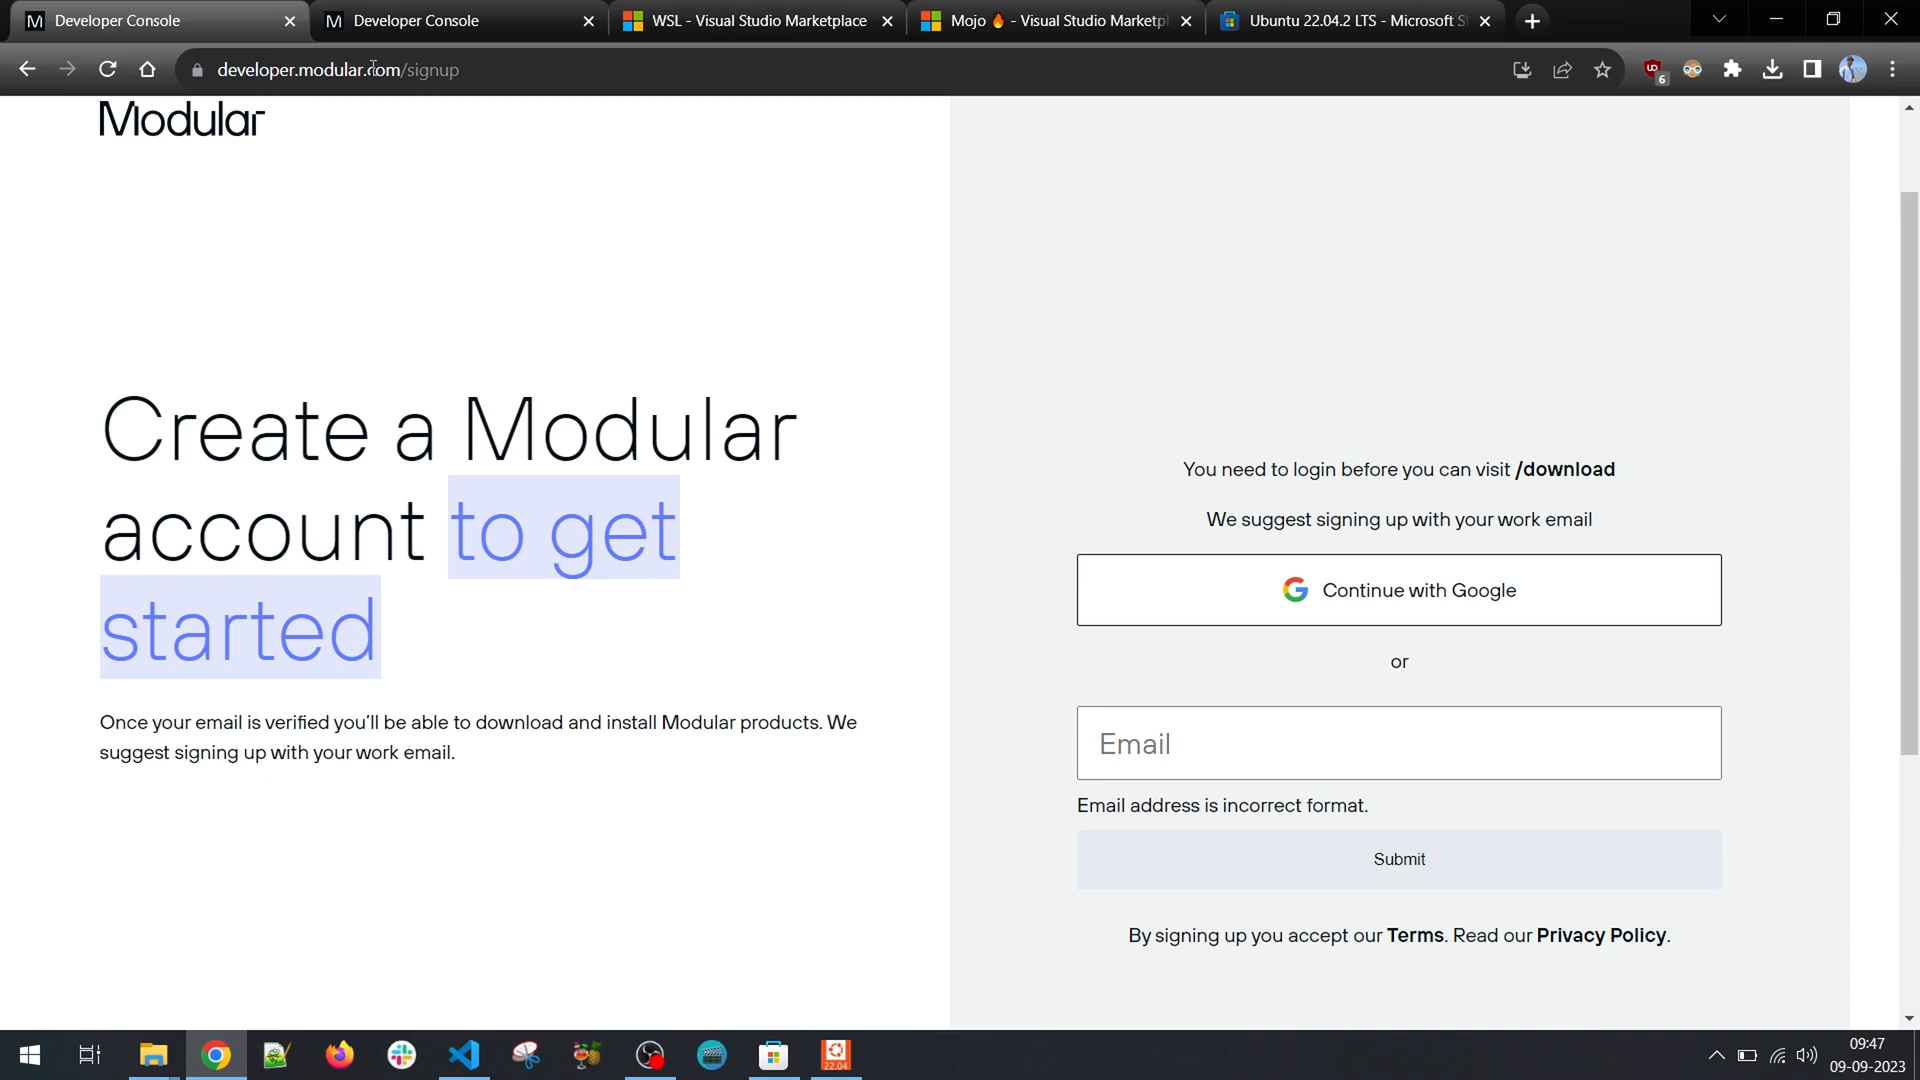 Developer Console
Developer Console
WSL - Visual Studio Marketplace
Mojo 🔥 - Visual Studio Marketpl
Ubuntu 22.04.2 LTS - Microsoft S
developer.modular.com/signup
6
Modular
Create a Modular
account to get
started
Once your email is verified you'll be able to download and install Modular products. We
suggest signing up with your work email.
You need to login before you can visit /download
We suggest signing up with your work email
Continue with Google
or
Email
Email address is incorrect format.
Submit
By signing up you accept our Terms. Read our Privacy Policy.
22.04
09:47
09-09-2023